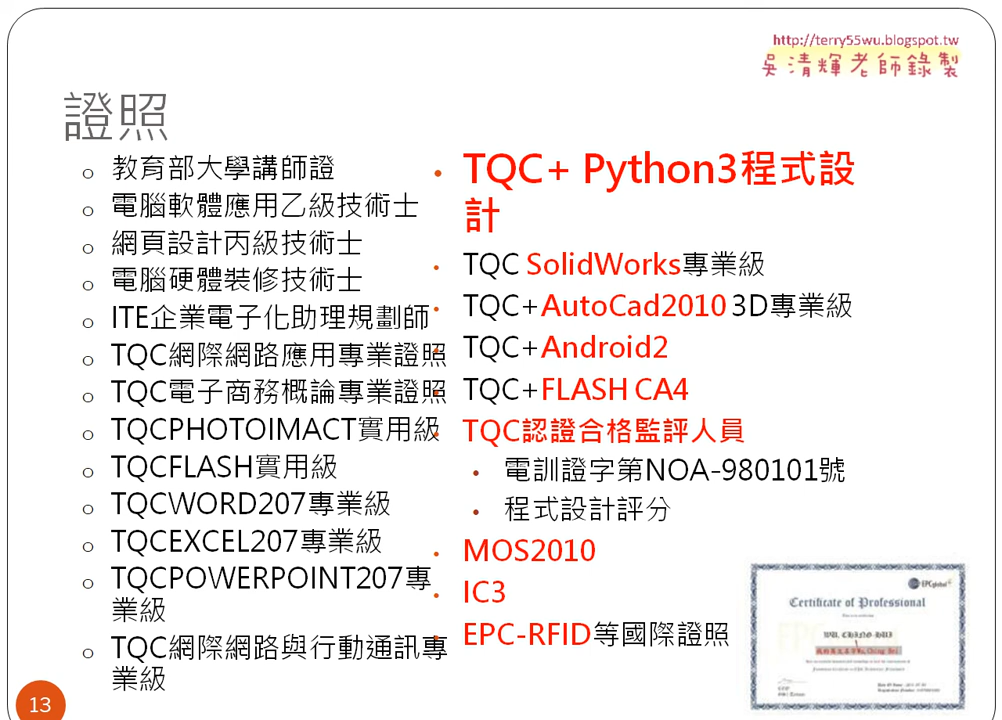 http://terry55wu.blogspot.tw
吳清輝老師錄製
證照
教育部大學講師證
電腦軟體應用乙級技術士
網頁設計丙級技術士
電腦硬體裝修技術士
ITE企業電子化助理規劃師
TQC網際網路應用專業證照
TQC電子商務概論專業證照
TQCPHOTOIMACT實用級
TQCFLASH實用級
TQCWORD207專業級
TQCEXCEL207專業級
TQCPOWERPOINT207專
業級
TQC網際網路與行動通訊專
業級
TQC+ Python3程式設
計
TQC SolidWorks專業級
TQC+AutoCad2010 3D專業級
TQC+Android2
TQC+FLASH CA4
TQC認證合格監評人員
電訓證字第NOA-980101號
程式設計評分
MOS2010
IC3
EPC-RFID等國際證照
EPCglobal
Certificate of Professional
WU, CHING-HUI
13